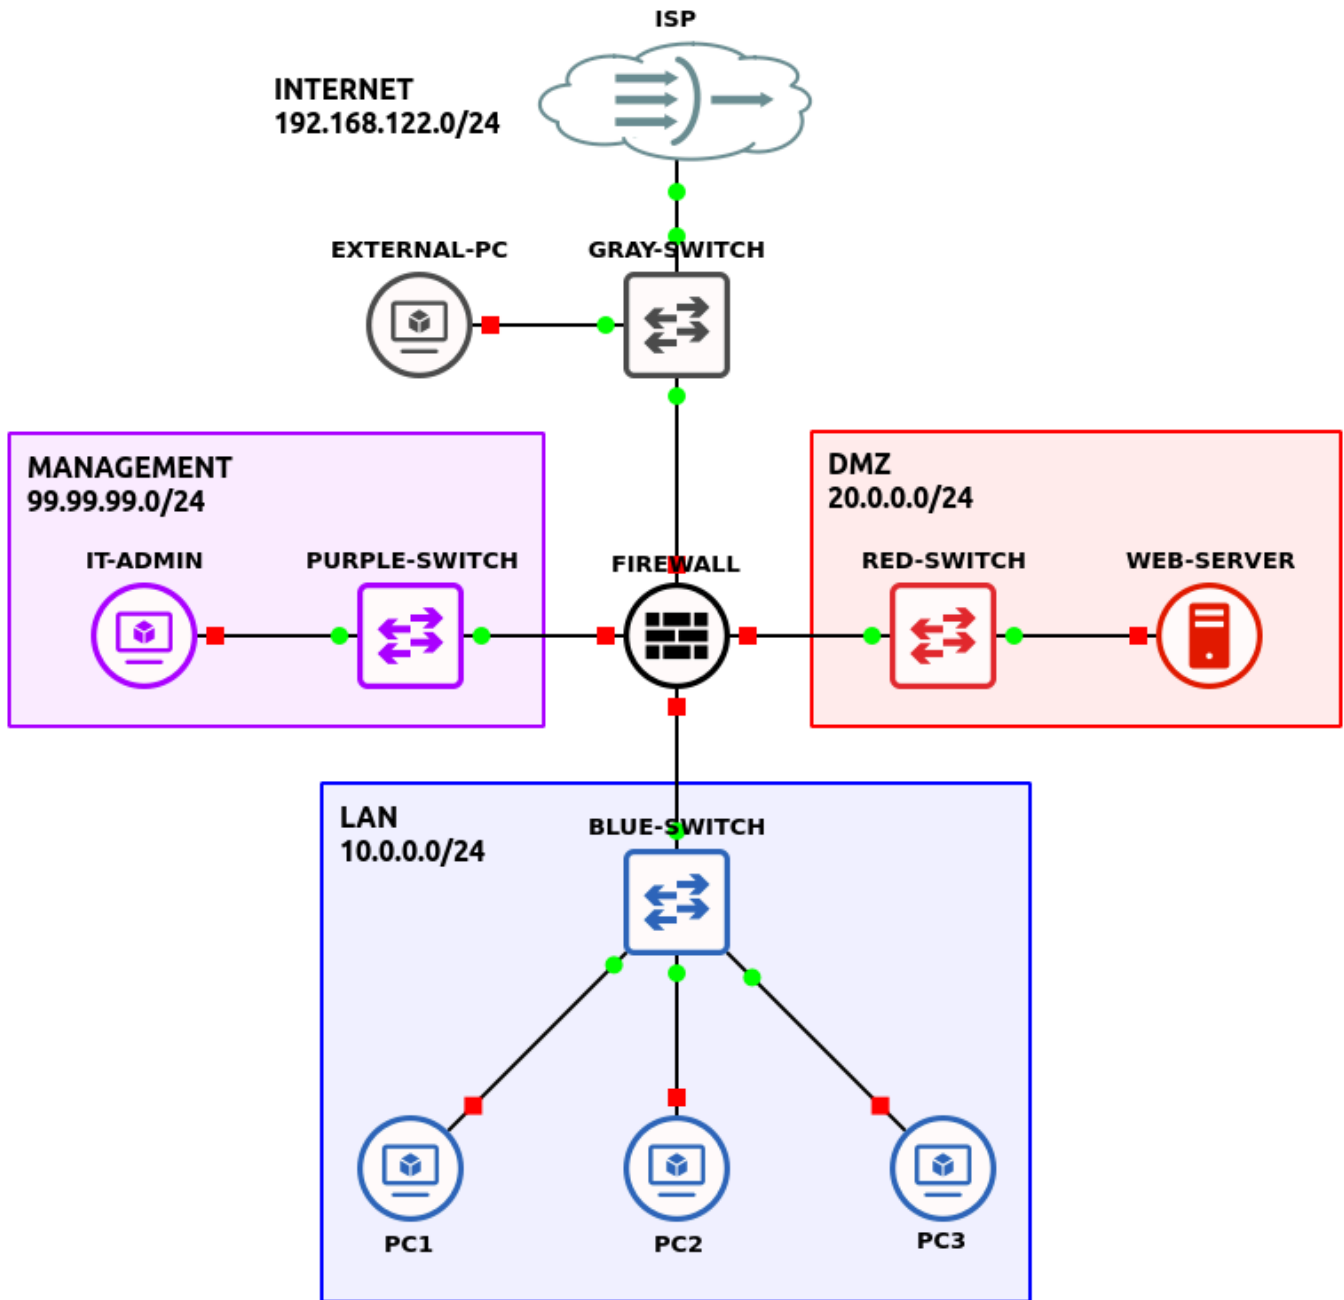 ISP
INTERNET
192.168.122.0/24
EXTERNAL-PC
GRAY-SWITCH
MANAGEMENT
99.99.99.0/24
IT-ADMIN
PURPLE-SWITCH
FIREWALL
DMZ
20.0.0.0/24
RED-SWITCH
WEB-SERVER
LAN
10.0.0.0/24
BLUE-SWITCH
PC1
PC2
PC3